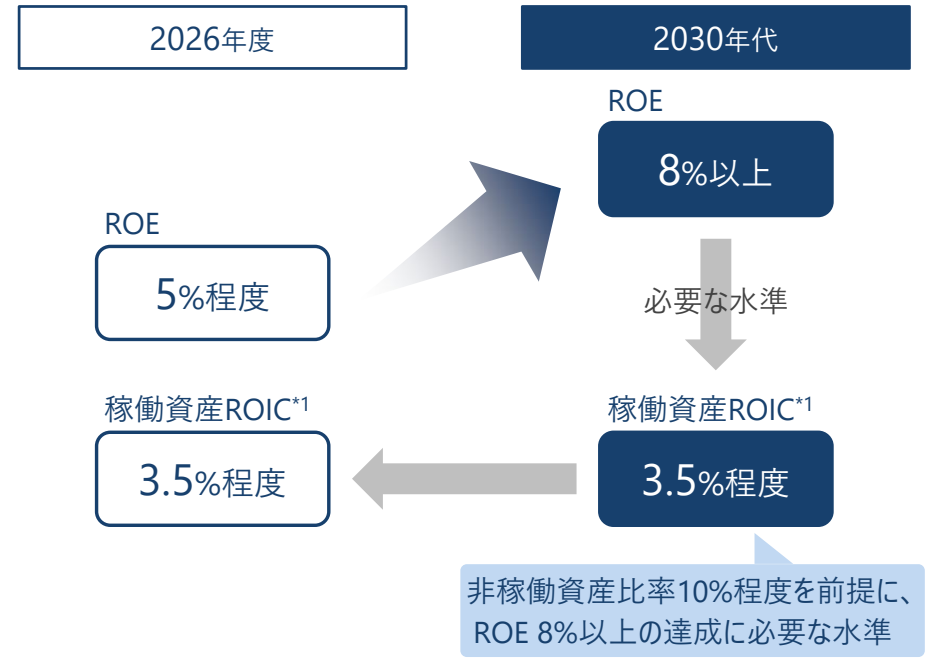 2026年度
2030年代
ROE
8%以上
ROE
5%程度
必要な水準
稼働資産ROIC*1
稼働資産ROIC*1
3.5%程度
3.5%程度
非稼働資産比率10%程度を前提に、
ROE 8%以上の達成に必要な水準